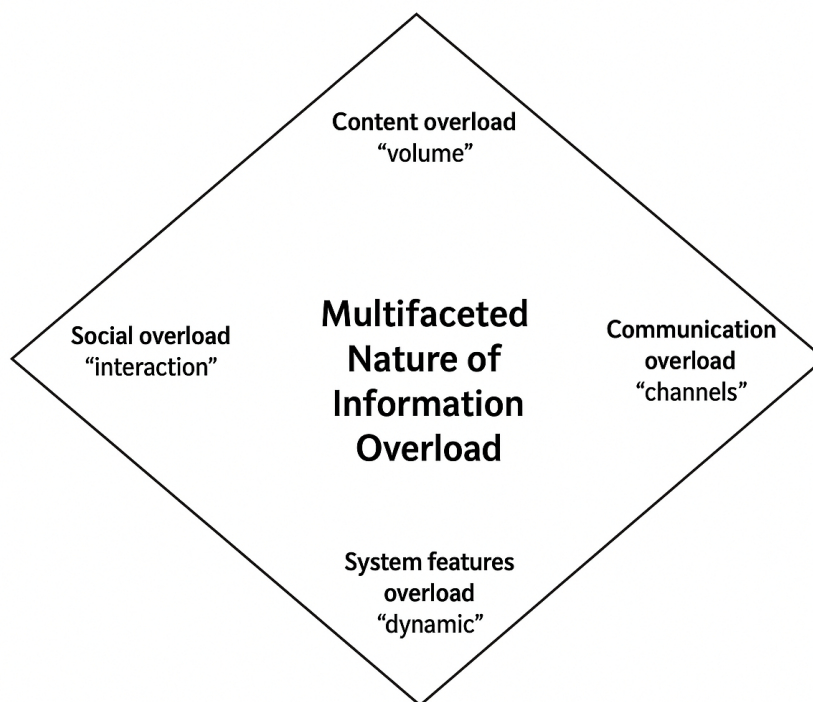 Content overload
“volume”
Social overload
“interaction”
Multifaceted
Nature of
Information
Overload
Communication
overload
“channels”
System features
overload
“dynamic”